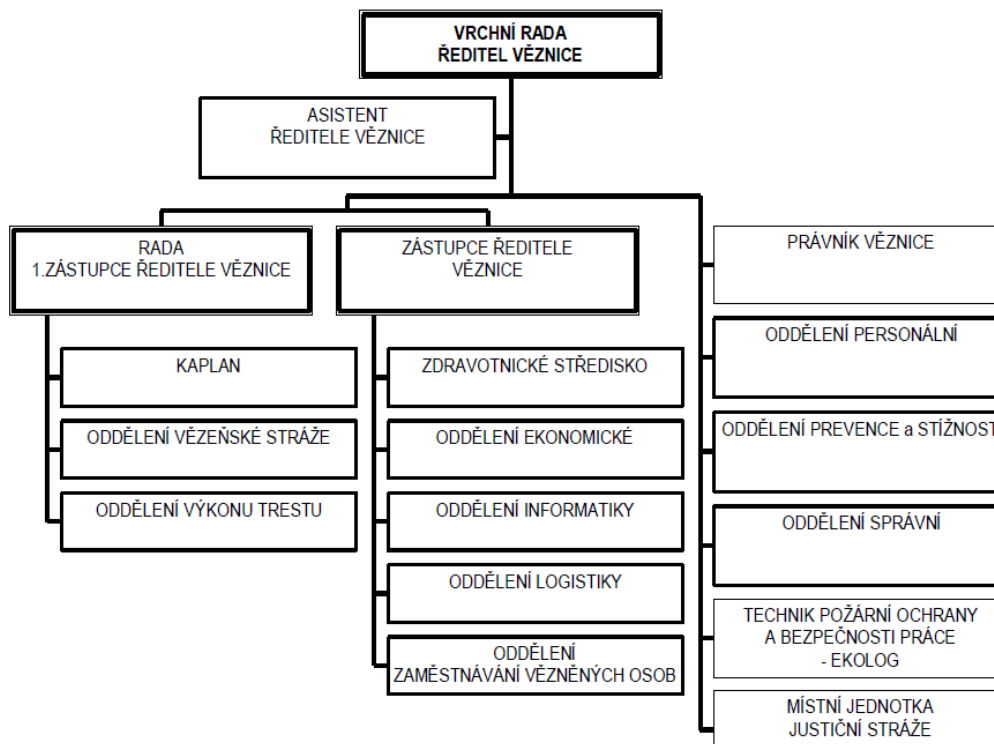 VRCHNÍ RADA
ŘEDITEL VĚZNICE
ASISTENT
ŘEDITELE VĚZNICE
RADA
1.ZÁSTUPCE ŘEDITELE VĚZNICE
KAPLAN
ODDĚLENÍ VĚZEŇSKÉ STRÁŽE
ODDĚLENÍ VÝKONU TRESTU
ZÁSTUPCE ŘEDITELE
VĚZNICE
ZDRAVOTNICKÉ STŘEDISKO
ODDĚLENÍ EKONOMICKÉ
ODDĚLENÍ INFORMATIKY
ODDĚLENÍ LOGISTIKY
ODDĚLENÍ
ZAMĚSTNÁVÁNÍ VĚZNĚNÝCH OSOB
PRÁVNÍK VĚZNICE
ODDĚLENÍ PERSONÁLNÍ
ODDĚLENÍ PREVENCE a STÍŽNOST
ODDĚLENÍ SPRÁVNÍ
TECHNIK POŽÁRNÍ OCHRANY
A BEZPEČNOSTI PRÁCE
- EKOLOG
MÍSTNÍ JEDNOTKA
JUSTIČNÍ STRÁŽE